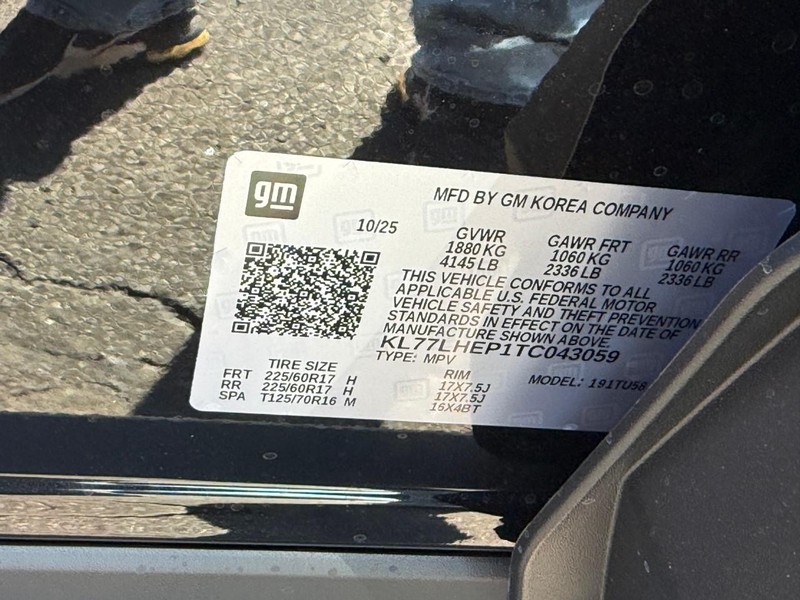 gm
MFD BY GM KOREA COMPANY
10/25
GVWR GAWR FRT GAWR RR
1880 KG 1060 KG 1060 KG
4145 LB 2336 LB 2336 LB
THIS VEHICLE CONFORMS TO ALL
APPLICABLE U.S. FEDERAL MOTOR
VEHICLE SAFETY AND THEFT PREVENTION
STANDARDS IN EFFECT ON THE DATE OF
MANUFACTURE SHOWN ABOVE.
KL77LHEP1TC043059
TYPE: MPV MODEL: 191TU58
TIRE SIZE RIM
FRT 225/60R17 H 17X7.5J
RR 225/60R17 H 17X7.5J
SPA T125/70R16 M 16X4BT